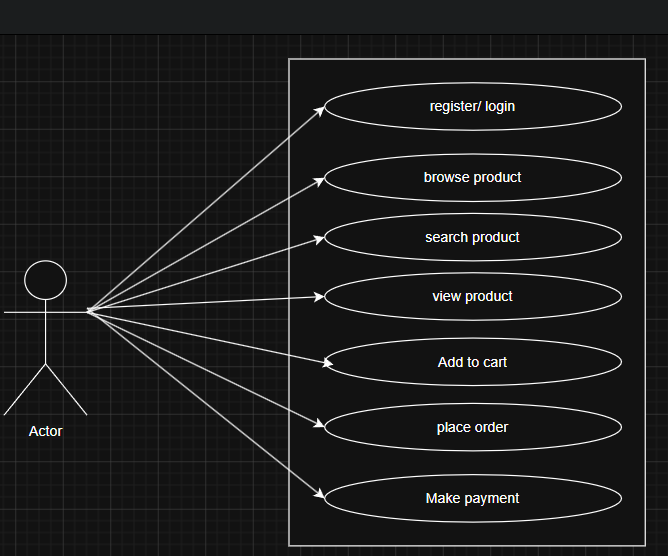 register/ login
browse product
search product
view product
Add to cart
Actor
place order
Make payment